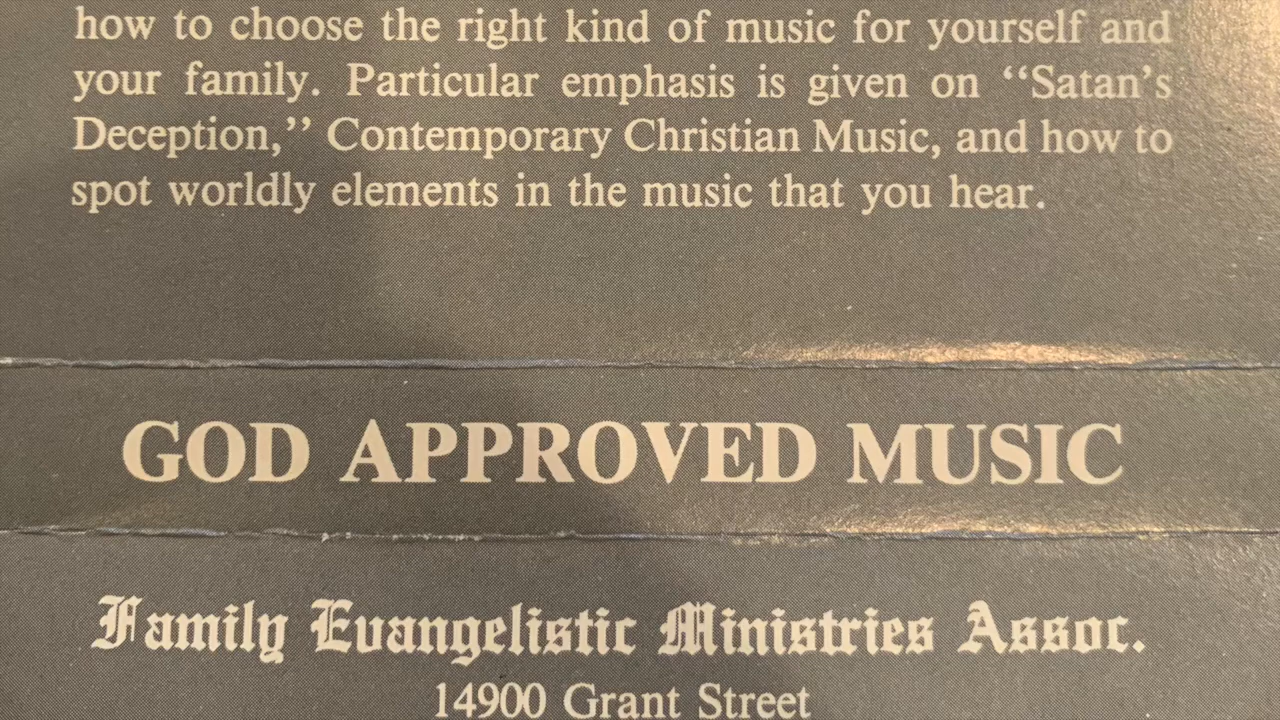 how to choose the right kind of music for yourself and
your family. Particular emphasis is given on “Satan’s
Deception,” Contemporary Christian Music, and how to
spot worldly elements in the music that you hear.
GOD APPROVED MUSIC
Family Evangelistic Ministries Assoc.
14900 Grant Street